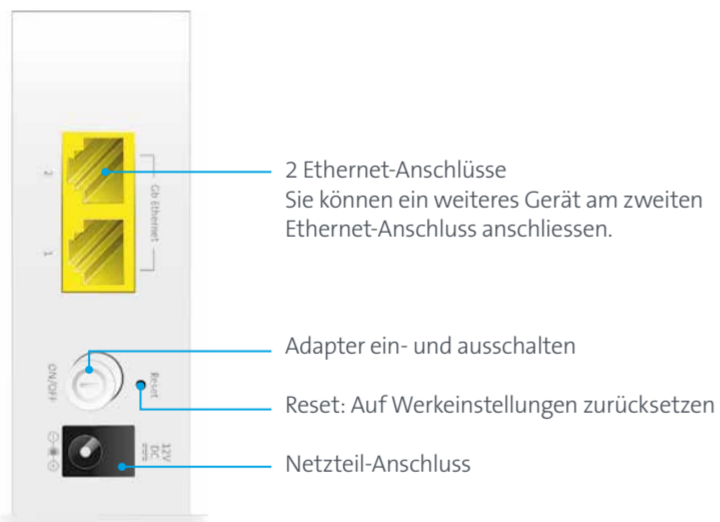 2 Ethernet-Anschlüsse
Sie können ein weiteres Gerät am zweiten
Ethernet-Anschluss anschliessen.
2
1
Gb Ethernet
Adapter ein- und ausschalten
ON/OFF
Reset
Reset: Auf Werkeinstellungen zurücksetzen
12V
DC
Netzteil-Anschluss